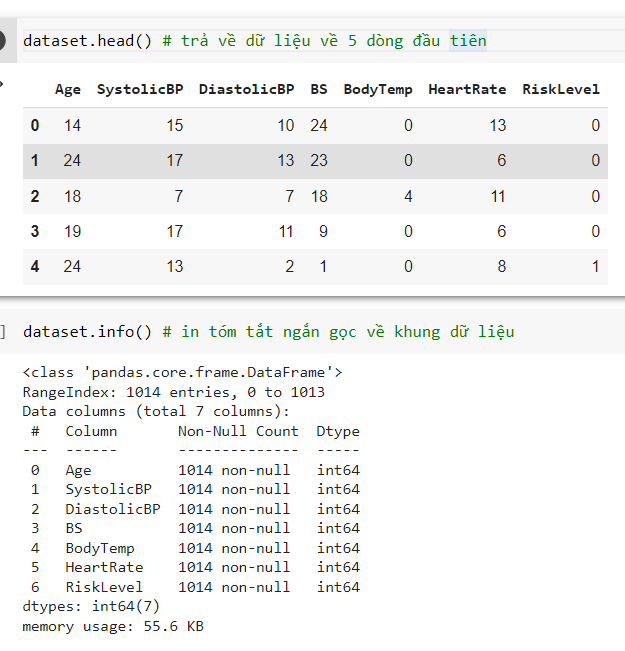 dataset.head() # trả về dữ liệu về 5 dòng đầu tiên
Age SystolicBP DiastolicBP BS BodyTemp HeartRate RiskLevel
0 14 15 10 24 0 13 0
1 24 17 13 23 0 6 0
2 18 7 7 18 4 11 0
3 19 17 11 9 0 6 0
4 24 13 2 1 0 8 1
] dataset.info() # in tóm tắt ngắn gọc về khung dữ liệu
<class 'pandas.core.frame.DataFrame'>
RangeIndex: 1014 entries, 0 to 1013
Data columns (total 7 columns):
# Column Non-Null Count Dtype
--- ------ -------------- -----
0 Age 1014 non-null int64
1 SystolicBP 1014 non-null int64
2 DiastolicBP 1014 non-null int64
3 BS 1014 non-null int64
4 BodyTemp 1014 non-null int64
5 HeartRate 1014 non-null int64
6 RiskLevel 1014 non-null int64
dtypes: int64(7)
memory usage: 55.6 KB